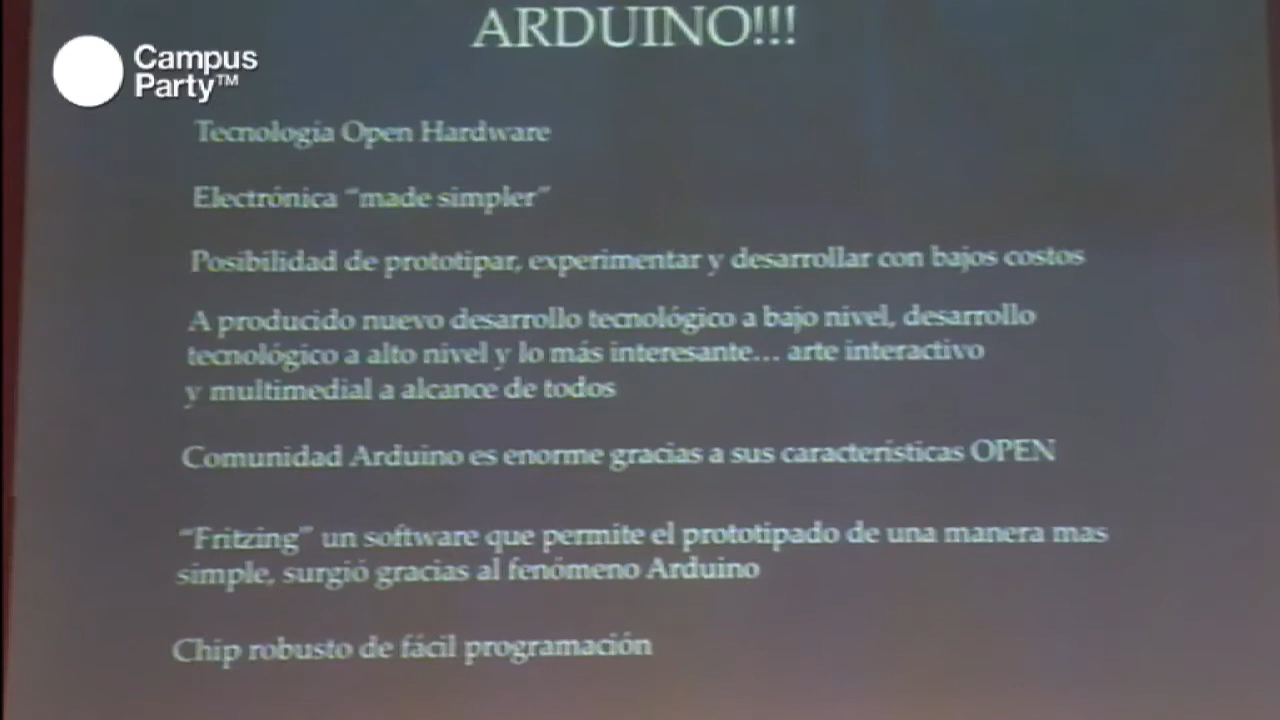 ARDUINO!!!
Campus
Party™
Tecnología Open Hardware
Electrónica “made simpler”
Posibilidad de prototipar, experimentar y desarrollar con bajos costos
A producido nuevo desarrollo tecnológico a bajo nivel, desarrollo
tecnológico a alto nivel y lo más interesante... arte interactivo
y multimedial a alcance de todos
Comunidad Arduino es enorme gracias a sus características OPEN
“Fritzing” un software que permite el prototipado de una manera mas
simple, surgió gracias al fenómeno Arduino
Chip robusto de fácil programación